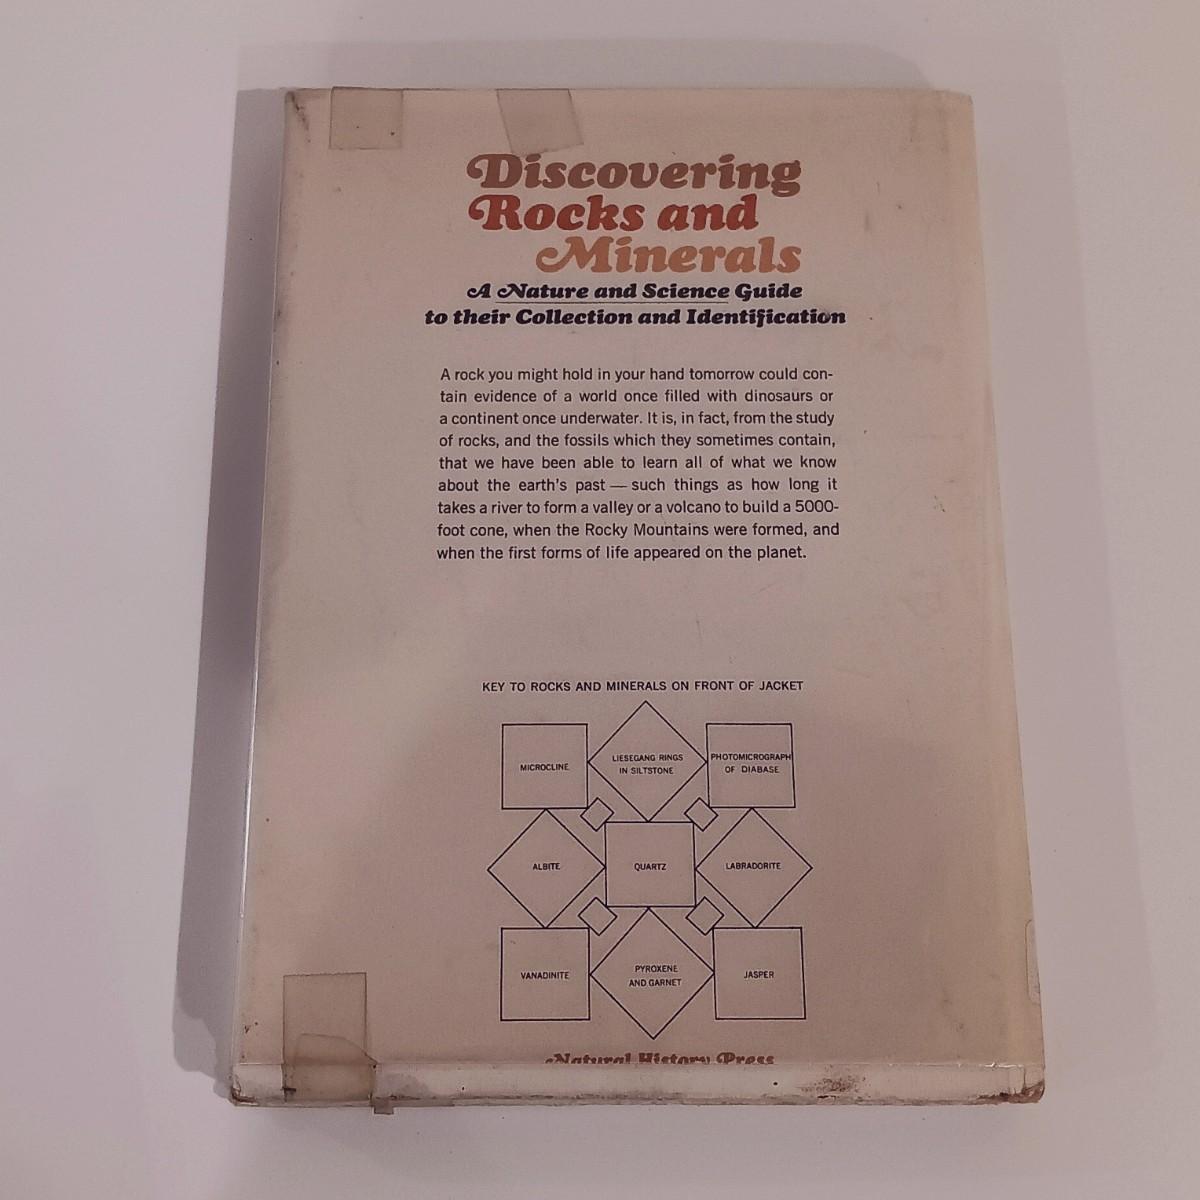 Discovering
Rocks and
Minerals
A Nature and Science Guide
to their Collection and Identification
A rock you might hold in your hand tomorrow could con-
tain evidence of a world once filled with dinosaurs or
a continent once underwater. It is, in fact, from the study
of rocks, and the fossils which they sometimes contain,
that we have been able to learn all of what we know
about the earth's past — such things as how long it
takes a river to form a valley or a volcano to build a 5000-
foot cone, when the Rocky Mountains were formed, and
when the first forms of life appeared on the planet.
KEY TO ROCKS AND MINERALS ON FRONT OF JACKET
MICROCLINE
LIESEGANG RINGS
IN SILTSTONE
PHOTOMICROGRAPH
OF DIABASE
ALBITE
QUARTZ
LABRADORITE
VANADINITE
PYROXENE
AND GARNET
JASPER
Natural History Press